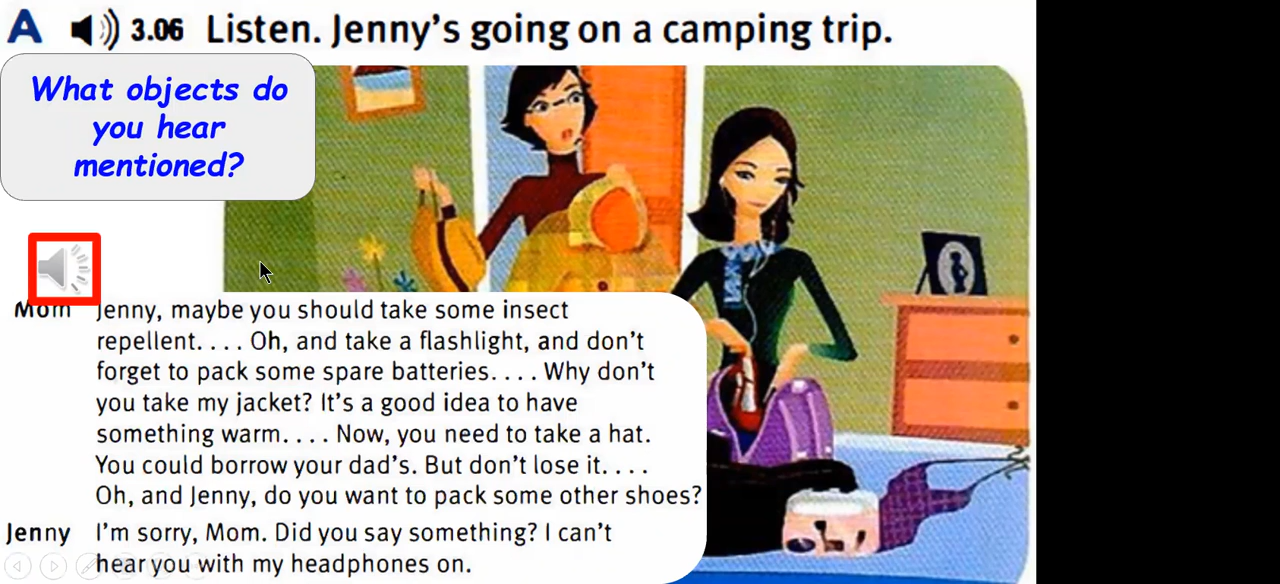 A 3.06 Listen. Jenny's going on a camping trip.
What objects do
you hear
mentioned?
Mom Jenny, maybe you should take some insect
repellent. . . . Oh, and take a flashlight, and don't
forget to pack some spare batteries. . . . Why don't
you take my jacket? It's a good idea to have
something warm. . . . Now, you need to take a hat.
You could borrow your dad's. But don't lose it. . . .
Oh, and Jenny, do you want to pack some other shoes?
Jenny I'm sorry, Mom. Did you say something? I can't
hear you with my headphones on.